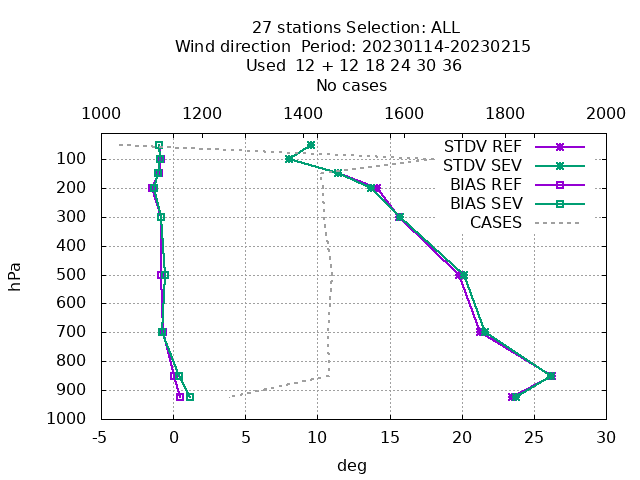 27 stations Selection: ALL
Wind direction  Period: 20230114-20230215
Used  12 + 12 18 24 30 36
No cases
1000 1200 1400 1600 1800 2000
STDV REF
STDV SEV
BIAS REF
BIAS SEV
CASES
hPa
100
200
300
400
500
600
700
800
900
1000
-5 0 5 10 15 20 25 30
deg